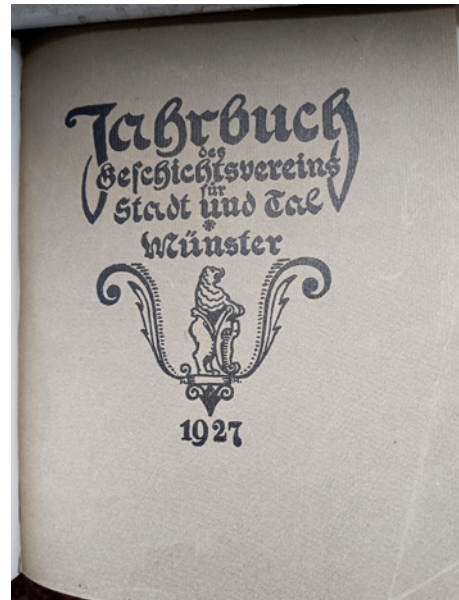 Jahrbuch
des
Geschichtsvereins
für
Stadt und Tal
*
Münster
1927